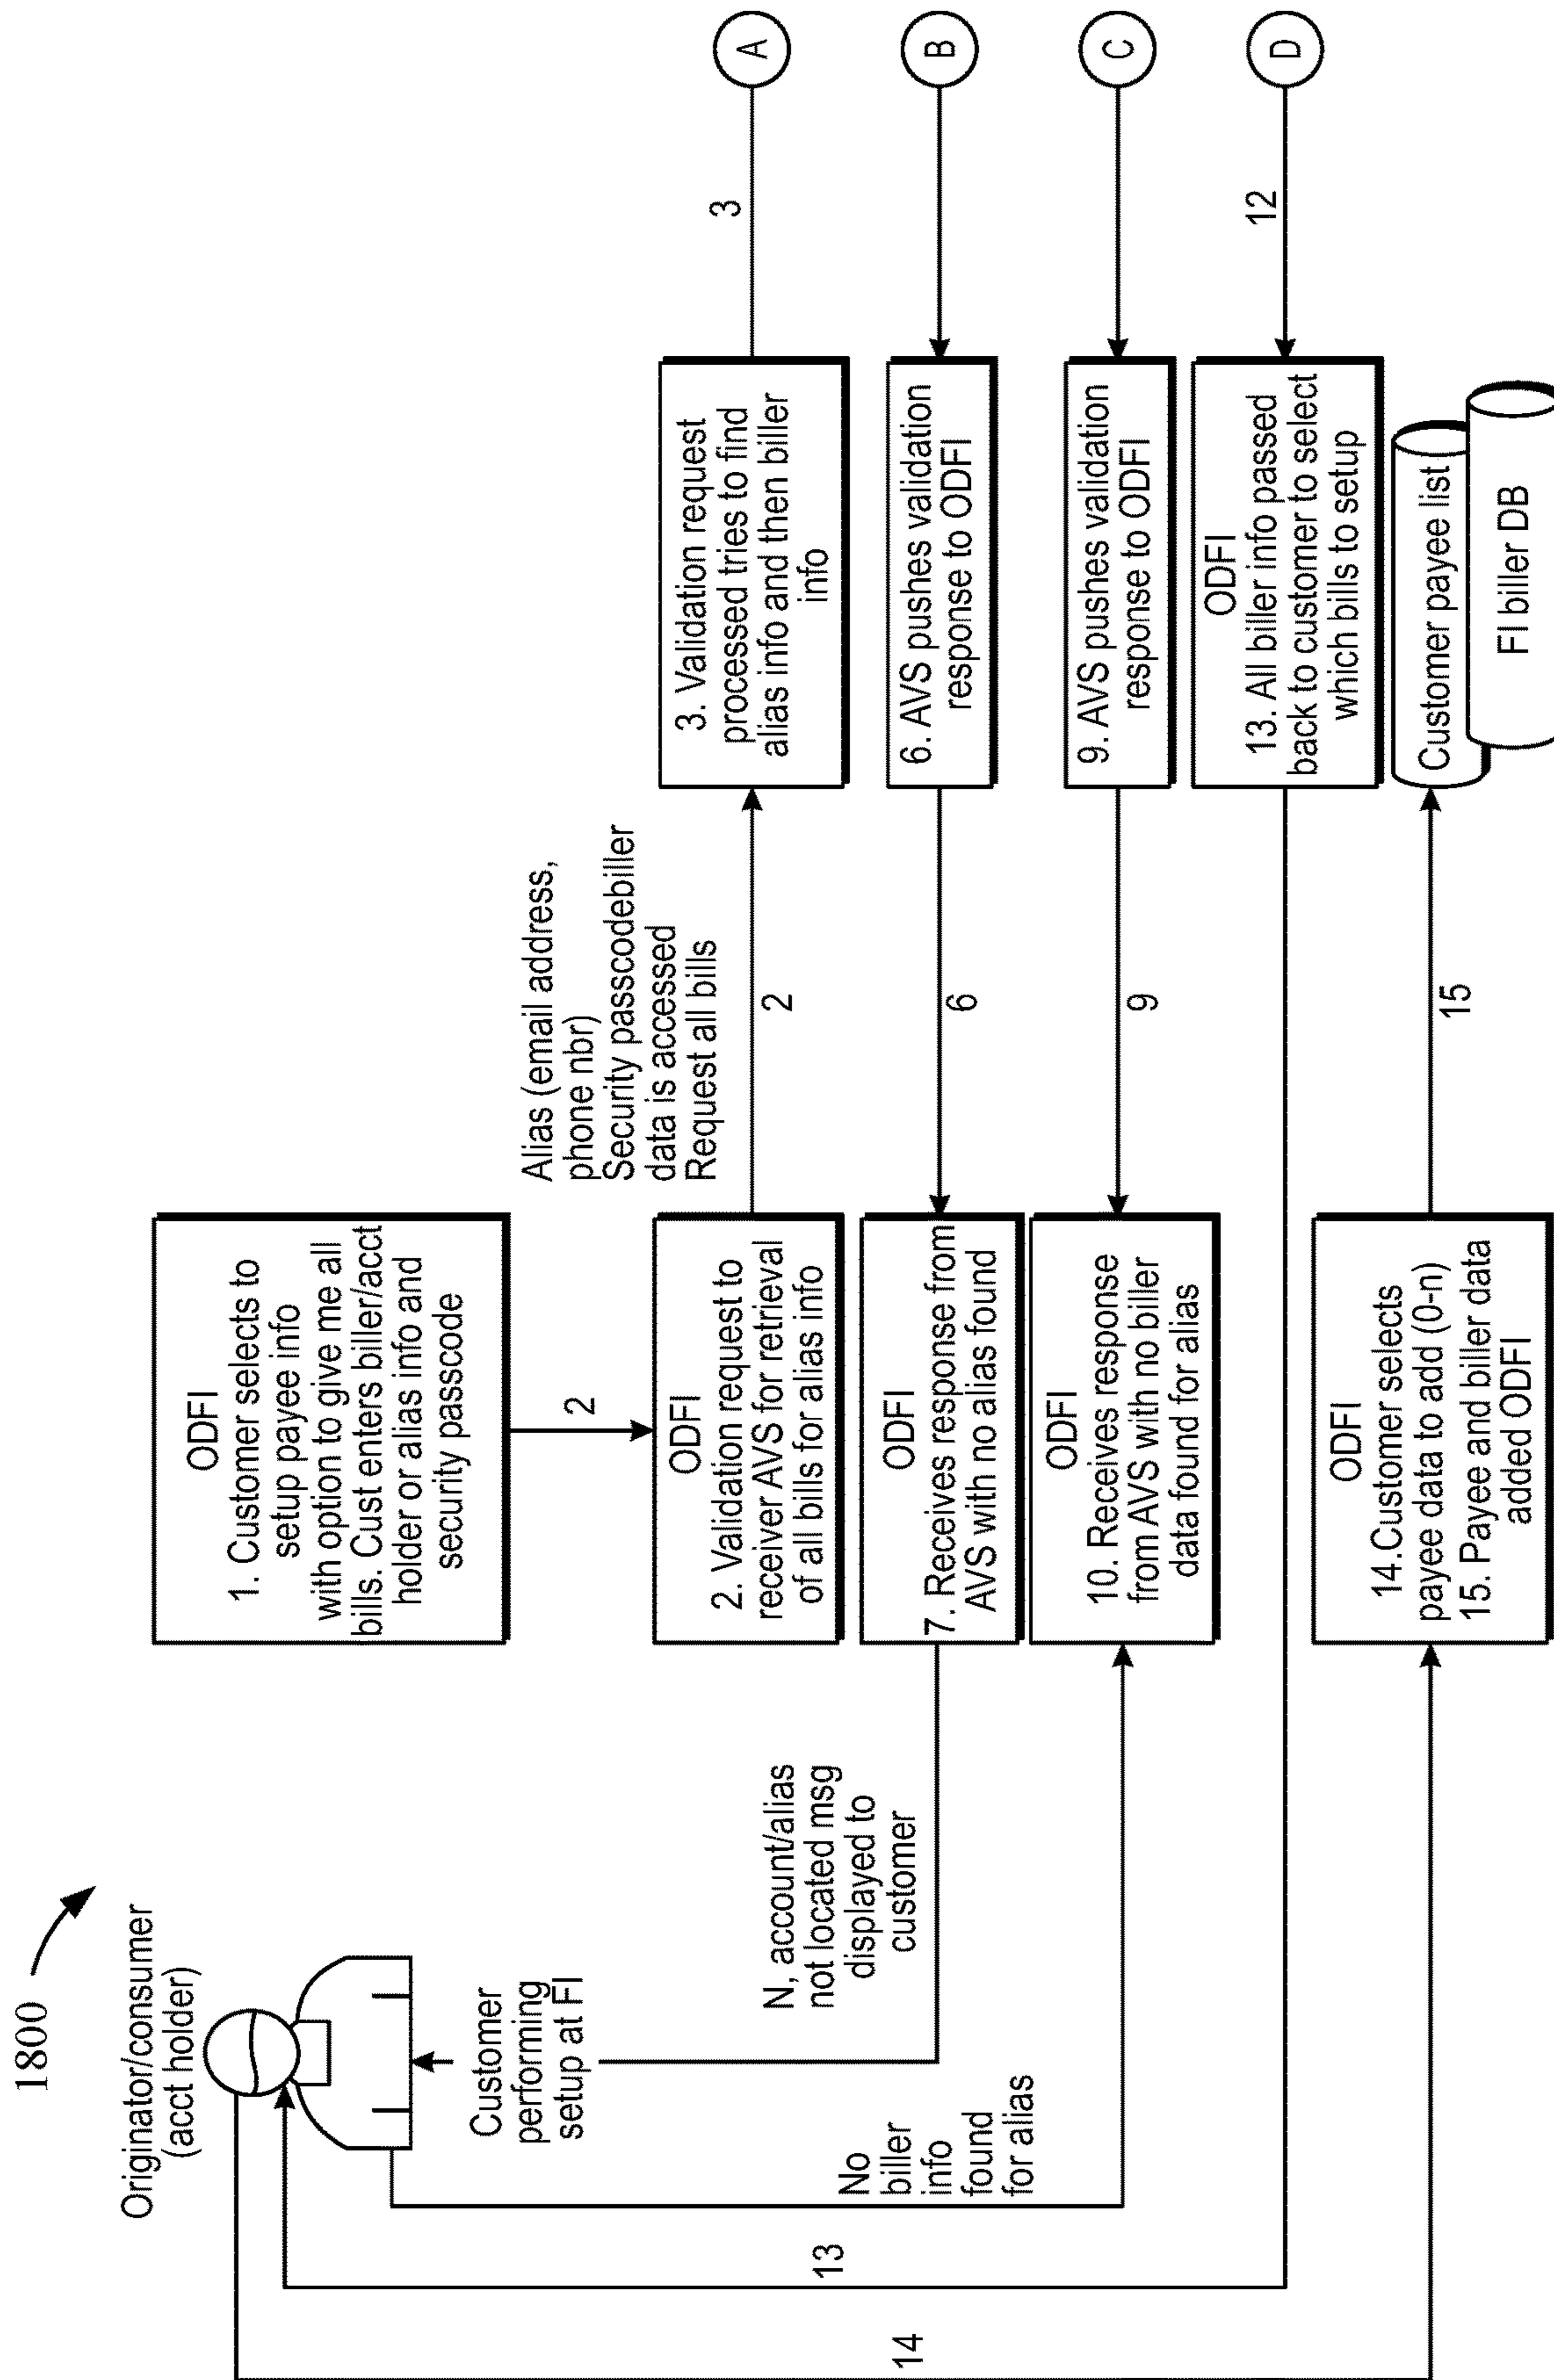 1800
Originator/consumer
(acct holder)
Customer
performing
setup at FI
N, account/alias
not located msg
displayed to
customer
No
biller
info
found
for alias
13
14
ODFI
1. Customer selects to
setup payee info
with option to give me all
bills. Cust enters biller/acct
holder or alias info and
security passcode
2
ODFI
2. Validation request to
receiver AVS for retrieval
of all bills for alias info
ODFI
7. Receives response from
AVS with no alias found
ODFI
10. Receives response
from AVS with no biller
data found for alias
ODFI
14.Customer selects
payee data to add (0-n)
15. Payee and biller data
added ODFI
Alias (email address,
phone nbr)
Security passcodebiller
data is accessed
Request all bills
2
6
9
15
3. Validation request
processed tries to find
alias info and then biller
info
6. AVS pushes validation
response to ODFI
9. AVS pushes validation
response to ODFI
ODFI
13. All biller info passed
back to customer to select
which bills to setup
Customer payee list
FI biller DB
3
12
A
B
C
D